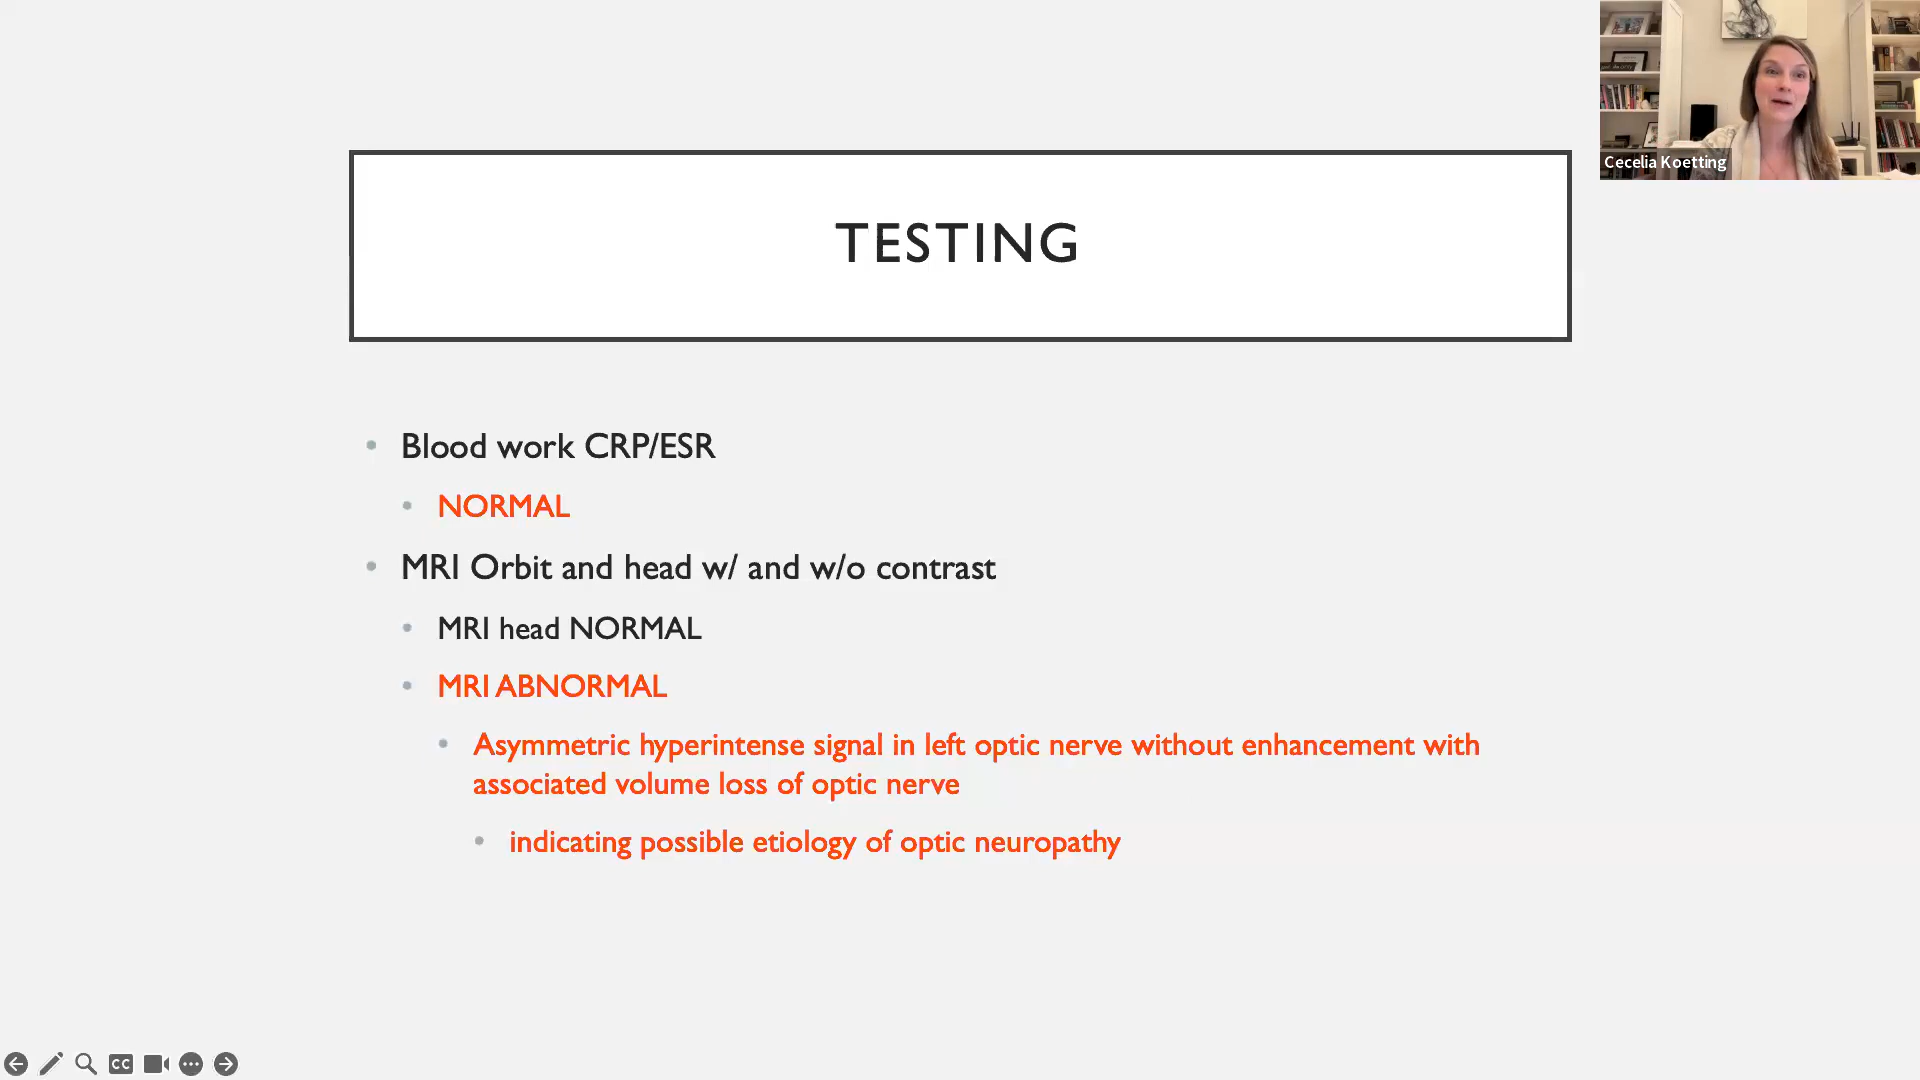 Cecelia Koetting
TESTING
Blood work CRP/ESR
NORMAL
MRI Orbit and head w/ and w/o contrast
MRI head NORMAL
MRI ABNORMAL
Asymmetric hyperintense signal in left optic nerve without enhancement with
associated volume loss of optic nerve
indicating possible etiology of optic neuropathy
CC